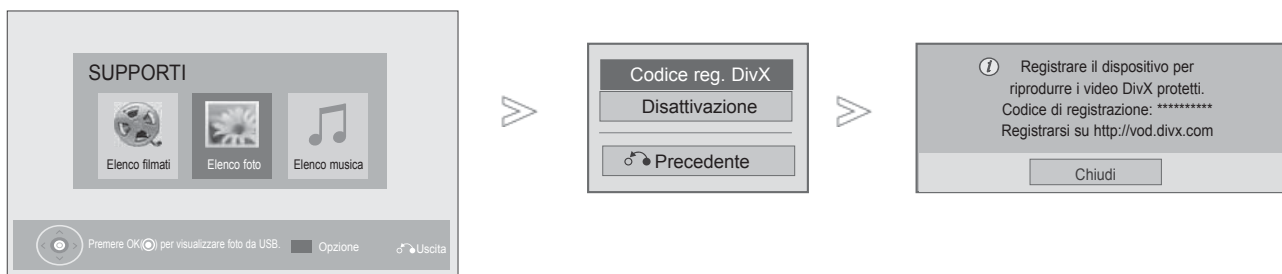 SUPPORTI
Elenco filmati
Elenco foto
Elenco musica
Premere OK(◉) per visualizzare foto da USB.
Opzione
Uscita
Codice reg. DivX
Disattivazione
Precedente
Registrare il dispositivo per
riprodurre i video DivX protetti.
Codice di registrazione: **********
Registrarsi su http://vod.divx.com
Chiudi